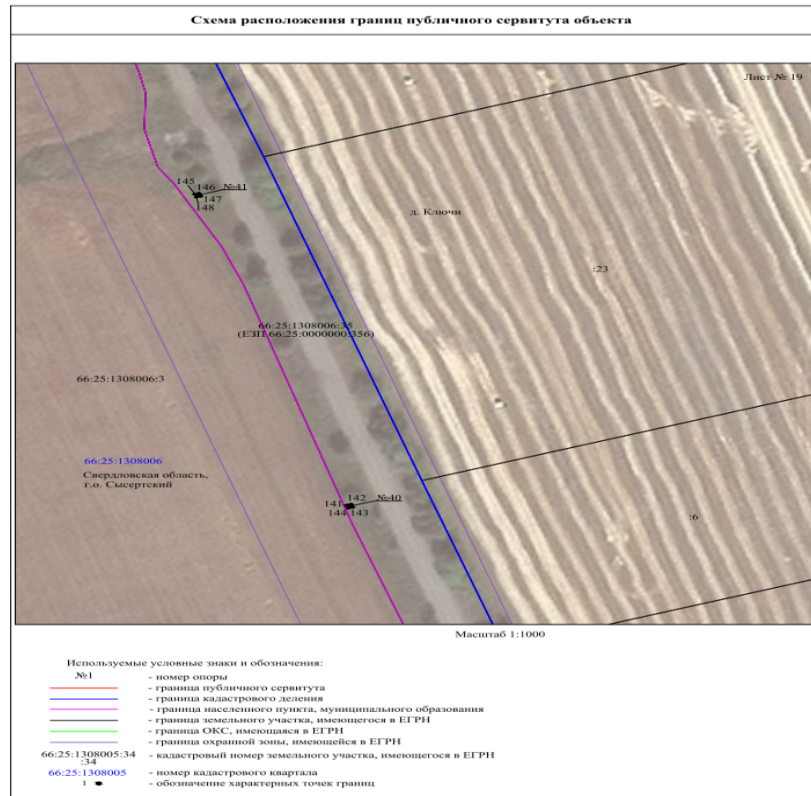 Схема расположения границ публичного сервитута объекта
Лист № 19
145
146
№41
147
148
д. Ключи
:23
66:25:1308006:35
(ЕЗП 66:25:0000000:356)
66:25:1308006:3
66:25:1308006
Свердловская область,
г.о. Сысертский
141
142
№40
144
143
:6
Масштаб 1:1000
Используемые условные знаки и обозначения:
№1 - номер опоры
- граница публичного сервитута
- граница кадастрового деления
- граница населенного пункта, муниципального образования
- граница земельного участка, имеющегося в ЕГРН
- граница ОКС, имеющаяся в ЕГРН
- граница охранной зоны, имеющейся в ЕГРН
66:25:1308005:34 - кадастровый номер земельного участка, имеющегося в ЕГРН
:34
66:25:1308005 - номер кадастрового квартала
1 - обозначение характерных точек границ